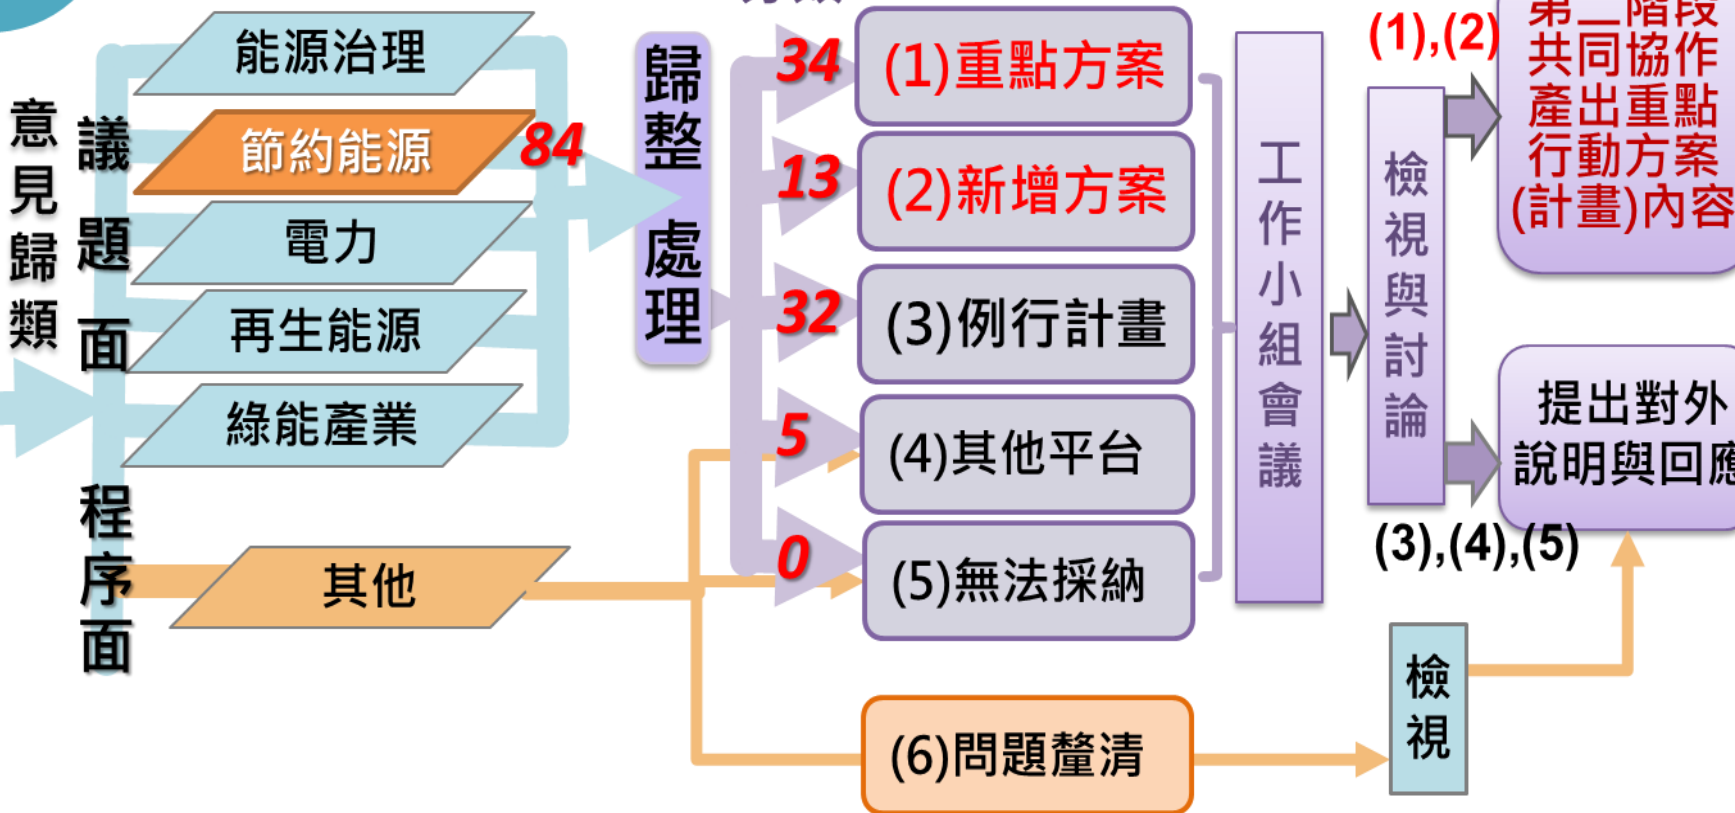 意見歸類
議題面
程序面
能源治理
節約能源
84
電力
再生能源
綠能產業
其他
歸整處理
34
(1)重點方案
13
(2)新增方案
32
(3)例行計畫
5
(4)其他平台
0
(5)無法採納
(6)問題釐清
工作小組會議
檢視與討論
(1),(2)
第二階段
共同協作
產出重點
行動方案
(計畫)內容
提出對外
說明與回應
(3),(4),(5)
檢視